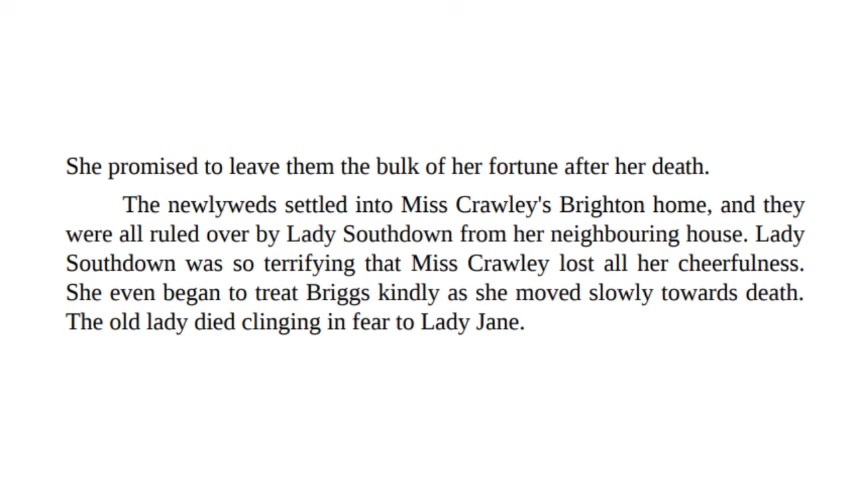 She promised to leave them the bulk of her fortune after her death.
The newlyweds settled into Miss Crawley's Brighton home, and they
were all ruled over by Lady Southdown from her neighbouring house. Lady
Southdown was so terrifying that Miss Crawley lost all her cheerfulness.
She even began to treat Briggs kindly as she moved slowly towards death.
The old lady died clinging in fear to Lady Jane.